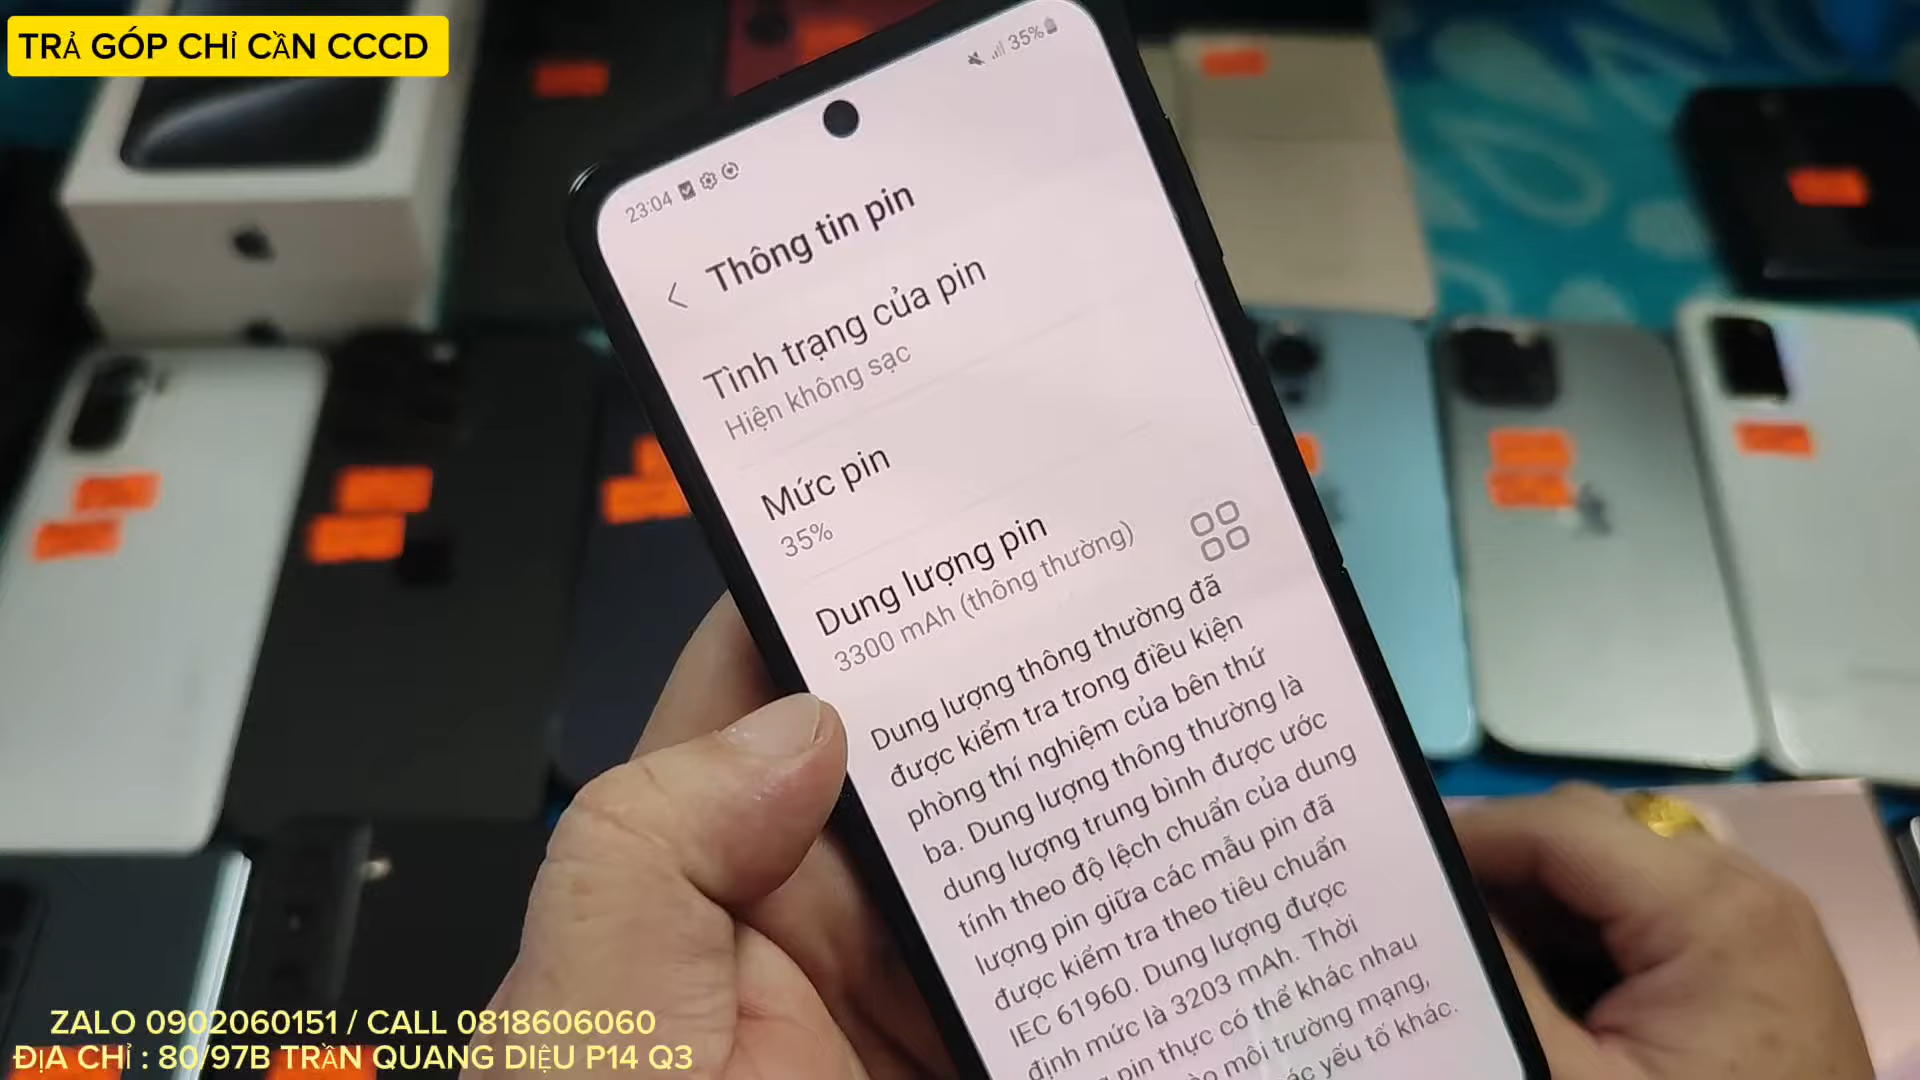 TRẢ GÓP CHỈ CẦN CCCD
35%
23:04
Thông tin pin
Tình trạng của pin
Hiện không sạc
Mức pin
35%
Dung lượng pin
3300 mAh (thông thường)
Dung lượng thông thường đã
được kiểm tra trong điều kiện
phòng thí nghiệm của bên thứ
ba. Dung lượng thông thường là
dung lượng trung bình được ước
tính theo độ lệch chuẩn của dung
lượng pin giữa các mẫu pin đã
được kiểm tra theo tiêu chuẩn
IEC 61960. Dung lượng được
định mức là 3203 mAh. Thời
pin thực có thể khác nhau
môi trường mạng,
yếu tố khác.
ZALO 0902060151 / CALL 0818606060
ĐỊA CHỈ : 80/97B TRẦN QUANG DIỆU P14 Q3